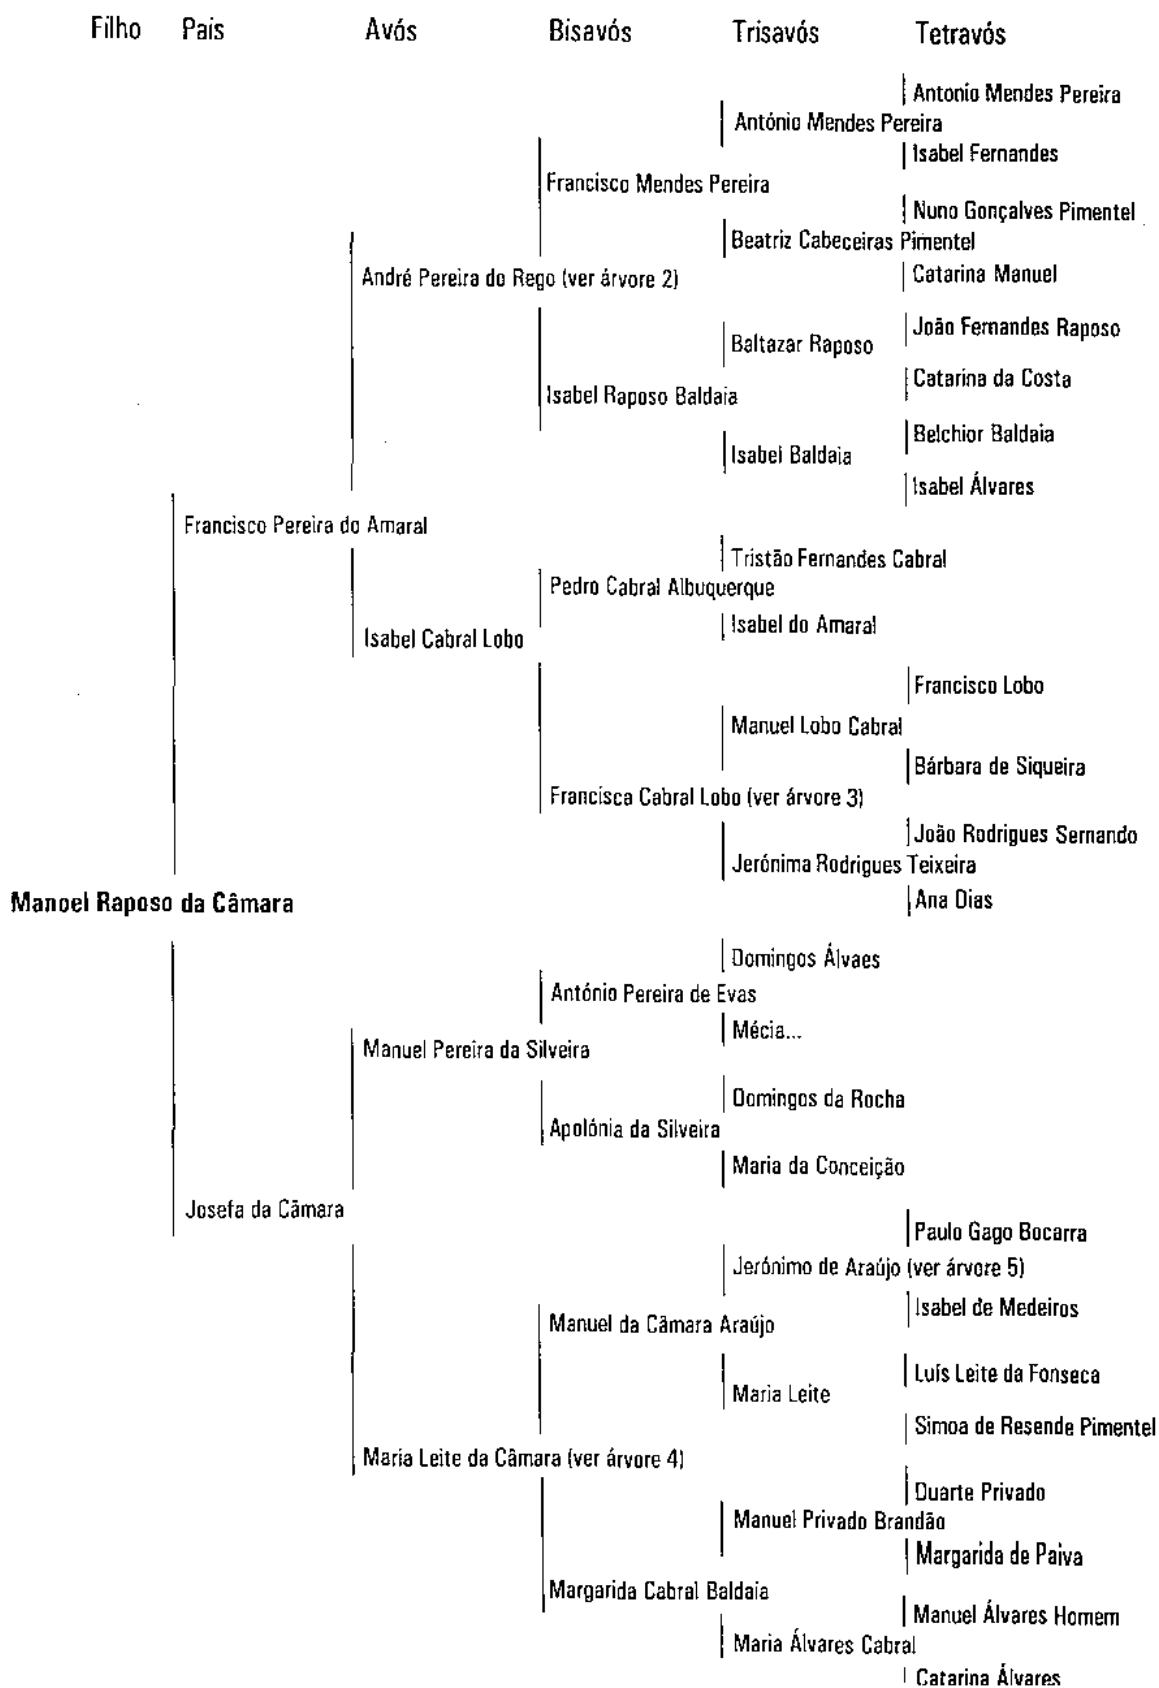 Filho País Avós Bisavós Trisavós Tetravós
Antonio Mendes Pereira
António Mendes Pereira
Isabel Fernandes
Francisco Mendes Pereira
Nuno Gonçalves Pimentel
Beatriz Cabeceiras Pimentel
André Pereira do Rego (ver árvore 2)
Catarina Manuel
João Fernandes Raposo
Baltazar Raposo
Catarina da Costa
Isabel Raposo Baldaia
Belchior Baldaia
Isabel Baldaia
Isabel Álvares
Francisco Pereira do Amaral
Tristão Fernandes Cabral
Pedro Cabral Albuquerque
Isabel do Amaral
Isabel Cabral Lobo
Francisco Lobo
Manuel Lobo Cabral
Bárbara de Siqueira
Francisca Cabral Lobo (ver árvore 3)
João Rodrigues Sernando
Jerónima Rodrigues Teixeira
Manoel Raposo da Câmara
Ana Dias
Domingos Álvaes
António Pereira de Evas
Mécia...
Manuel Pereira da Silveira
Domingos da Rocha
Apolónia da Silveira
Maria da Conceição
Josefa da Câmara
Paulo Gago Bocarra
Jerónimo de Araújo (ver árvore 5)
Isabel de Medeiros
Manuel da Câmara Araújo
Luís Leite da Fonseca
Maria Leite
Simoa de Resende Pimentel
Maria Leite da Câmara (ver árvore 4)
Duarte Privado
Manuel Privado Brandão
Margarida de Paiva
Margarida Cabral Baldaia
Manuel Álvares Homem
Maria Álvares Cabral
Catarina Álvares